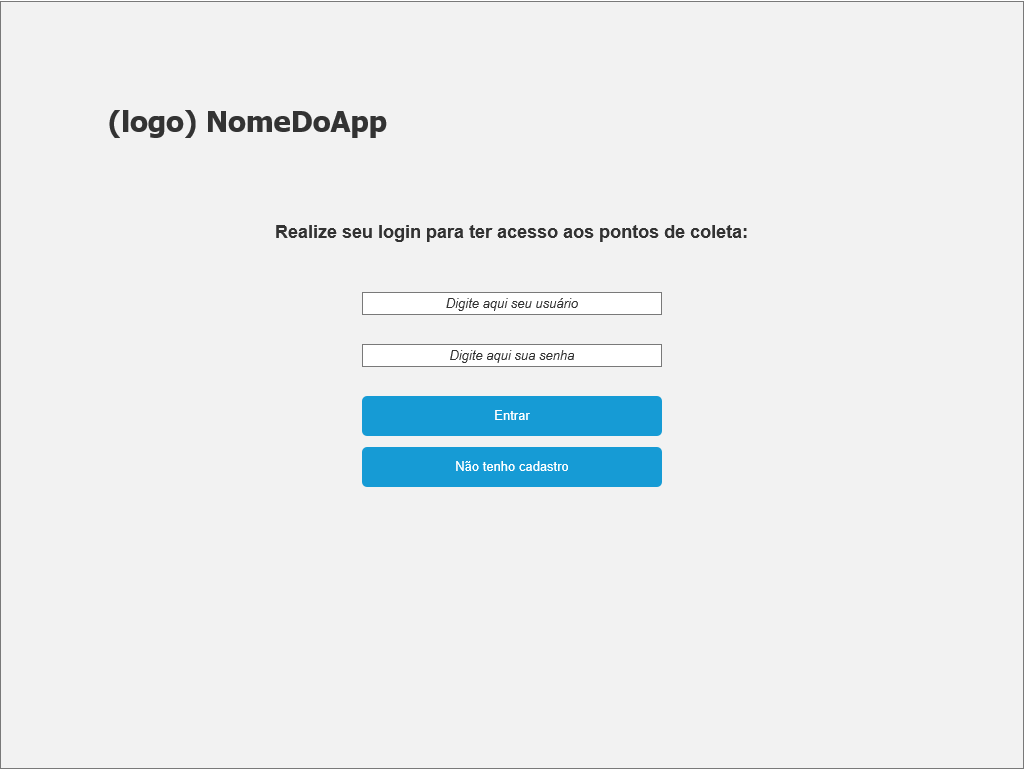 (logo) NomeDoApp
Realize seu login para ter acesso aos pontos de coleta:
Digite aqui seu usuário
Digite aqui sua senha
Entrar
Não tenho cadastro